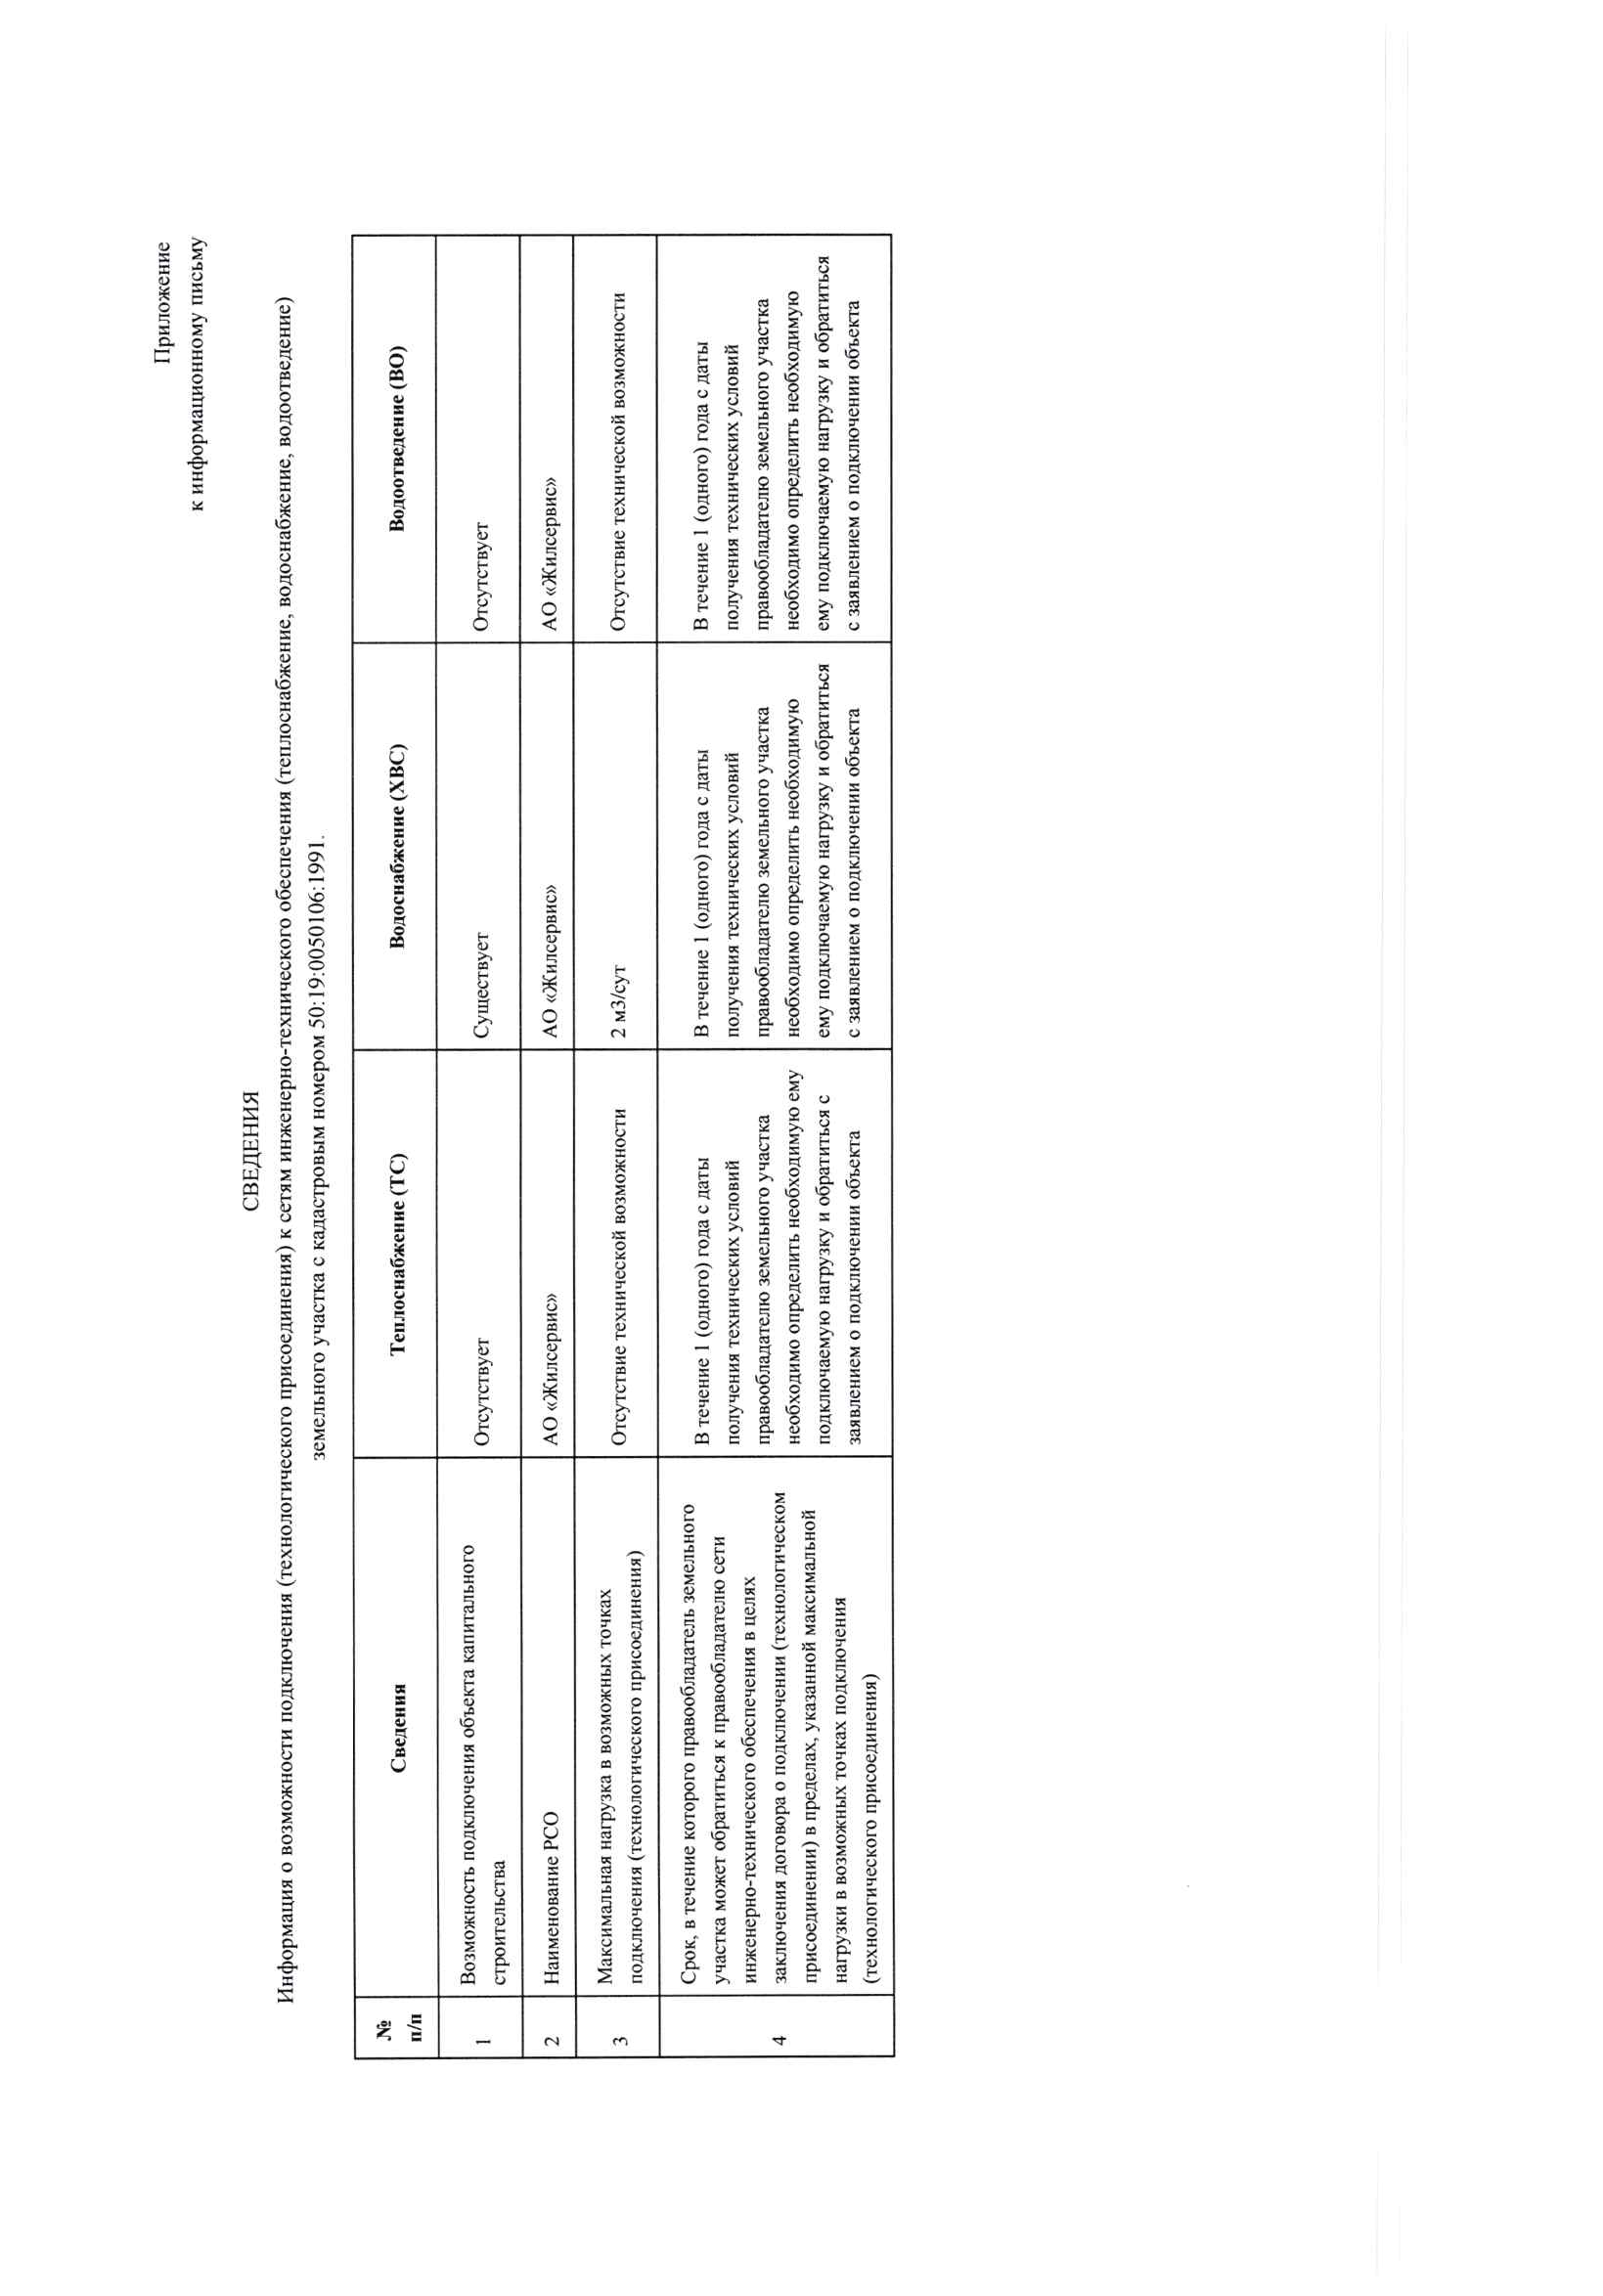 Приложение
к информационному письму
СВЕДЕНИЯ
Информация о возможности подключения (технологического присоединения) к сетям инженерно-технического обеспечения (теплоснабжение, водоснабжение, водоотведение)
земельного участка с кадастровым номером 50:19:0050106:1991.
№
п/п
Сведения
Теплоснабжение (ТС)
Водоснабжение (ХВС)
Водоотведение (ВО)
1
Возможность подключения объекта капитального
строительства
Отсутствует
Существует
Отсутствует
2
Наименование РСО
АО «Жилсервис»
АО «Жилсервис»
АО «Жилсервис»
3
Максимальная нагрузка в возможных точках
подключения (технологического присоединения)
Отсутствие технической возможности
2 м3/сут
Отсутствие технической возможности
4
Срок, в течение которого правообладатель земельного
участка может обратиться к правообладателю сети
инженерно-технического обеспечения в целях
заключения договора о подключении (технологическом
присоединении) в пределах, указанной максимальной
нагрузки в возможных точках подключения
(технологического присоединения)
В течение 1 (одного) года с даты
получения технических условий
правообладателю земельного участка
необходимо определить необходимую ему
подключаемую нагрузку и обратиться с
заявлением о подключении объекта
В течение 1 (одного) года с даты
получения технических условий
правообладателю земельного участка
необходимо определить необходимую
ему подключаемую нагрузку и обратиться
с заявлением о подключении объекта
В течение 1 (одного) года с даты
получения технических условий
правообладателю земельного участка
необходимо определить необходимую
ему подключаемую нагрузку и обратиться
с заявлением о подключении объекта